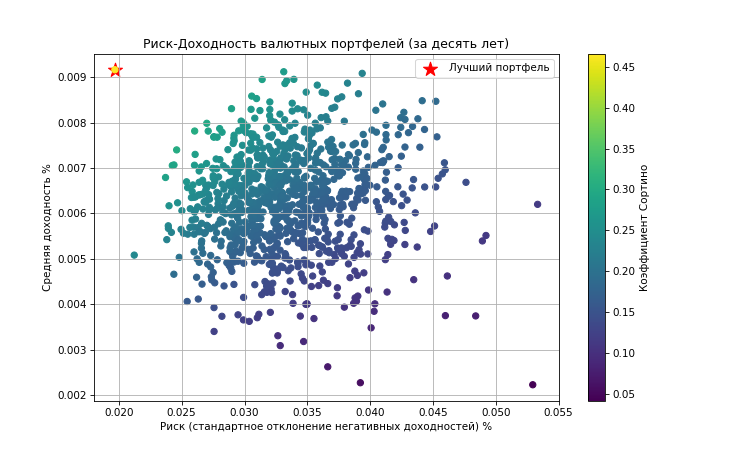 Риск-Доходность валютных портфелей (за десять лет)
Лучший портфель
0.009
0.008
0.007
0.006
0.005
0.004
0.003
0.002
Средняя доходность %
0.020 0.025 0.030 0.035 0.040 0.045 0.050 0.055
Риск (стандартное отклонение негативных доходностей) %
0.45
0.40
0.35
0.30
0.25
0.20
0.15
0.10
0.05
Коэффициент Сортино